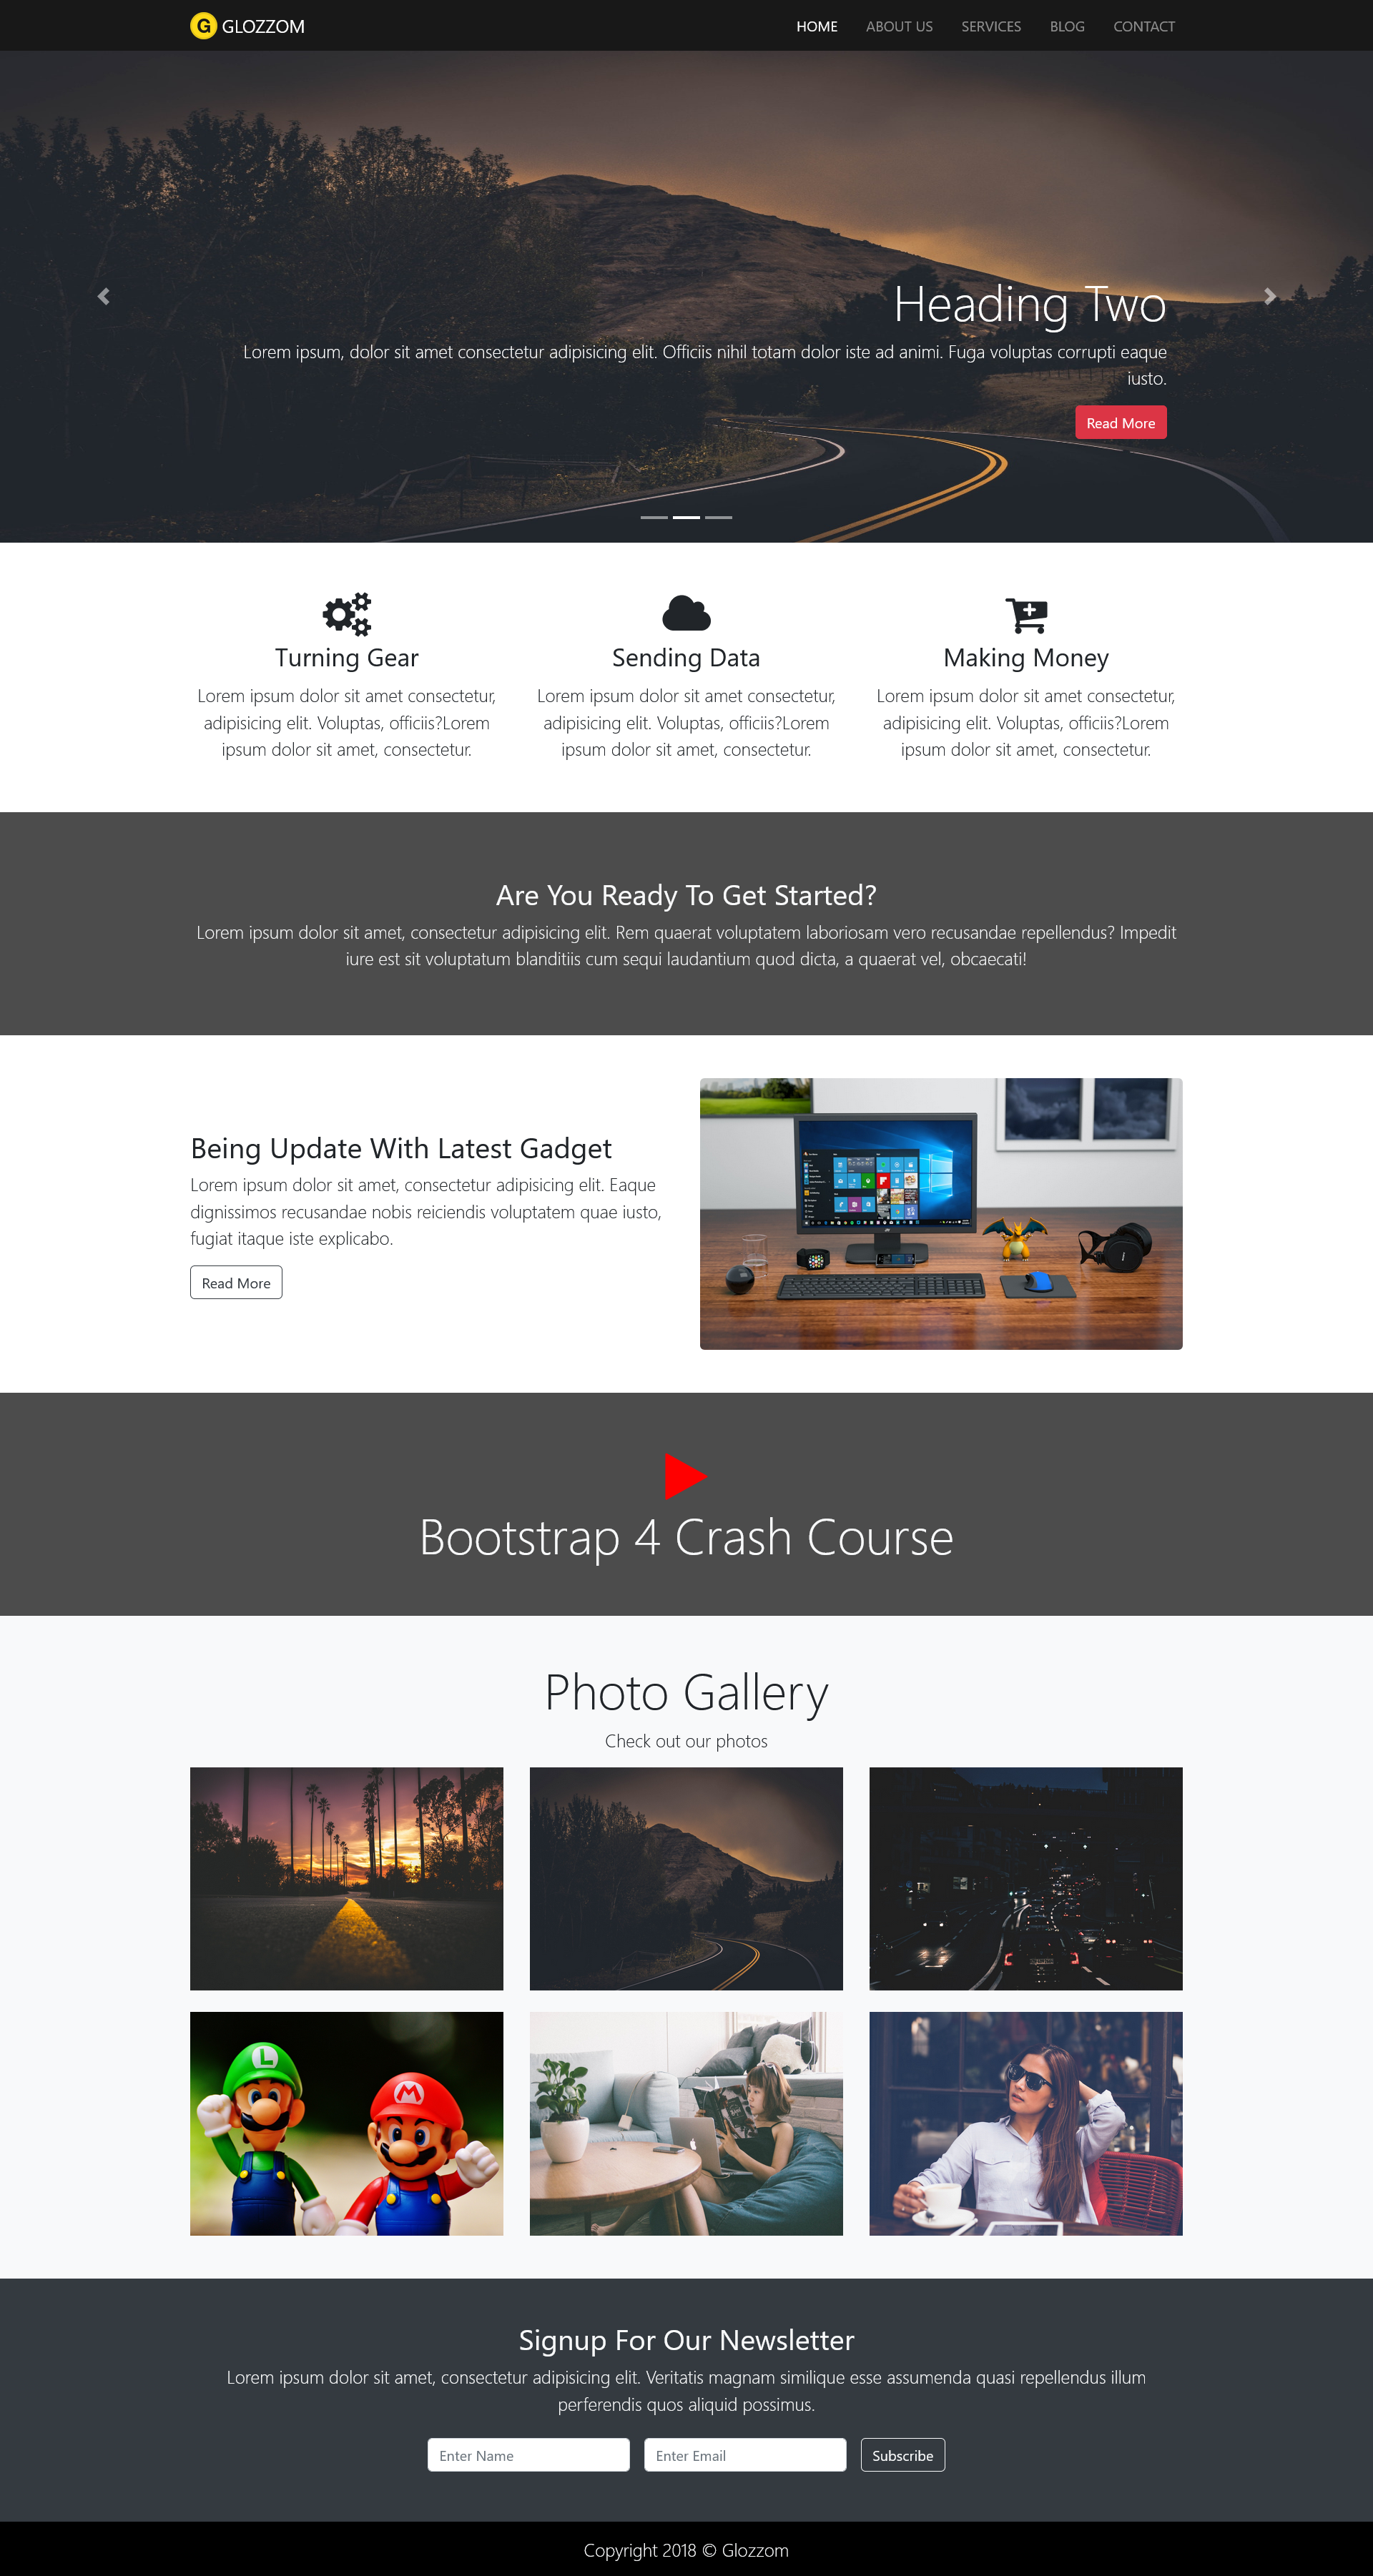 G GLOZZOM
HOME ABOUT US SERVICES BLOG CONTACT
Heading Two
Lorem ipsum, dolor sit amet consectetur adipisicing elit. Officiis nihil totam dolor iste ad animi. Fuga voluptas corrupti eaque
iusto.
Read More
Turning Gear
Lorem ipsum dolor sit amet consectetur,
adipisicing elit. Voluptas, officiis?Lorem
ipsum dolor sit amet, consectetur.
Sending Data
Lorem ipsum dolor sit amet consectetur,
adipisicing elit. Voluptas, officiis?Lorem
ipsum dolor sit amet, consectetur.
Making Money
Lorem ipsum dolor sit amet consectetur,
adipisicing elit. Voluptas, officiis?Lorem
ipsum dolor sit amet, consectetur.
Are You Ready To Get Started?
Lorem ipsum dolor sit amet, consectetur adipisicing elit. Rem quaerat voluptatem laboriosam vero recusandae repellendus? Impedit
iure est sit voluptatum blanditiis cum sequi laudantium quod dicta, a quaerat vel, obcaecati!
Being Update With Latest Gadget
Lorem ipsum dolor sit amet, consectetur adipisicing elit. Eaque
dignissimos recusandae nobis reiciendis voluptatem quae iusto,
fugiat itaque iste explicabo.
Read More
Bootstrap 4 Crash Course
Photo Gallery
Check out our photos
L
M
Signup For Our Newsletter
Lorem ipsum dolor sit amet, consectetur adipisicing elit. Veritatis magnam similique esse assumenda quasi repellendus illum
perferendis quos aliquid possimus.
Enter Name
Enter Email
Subscribe
Copyright 2018 © Glozzom